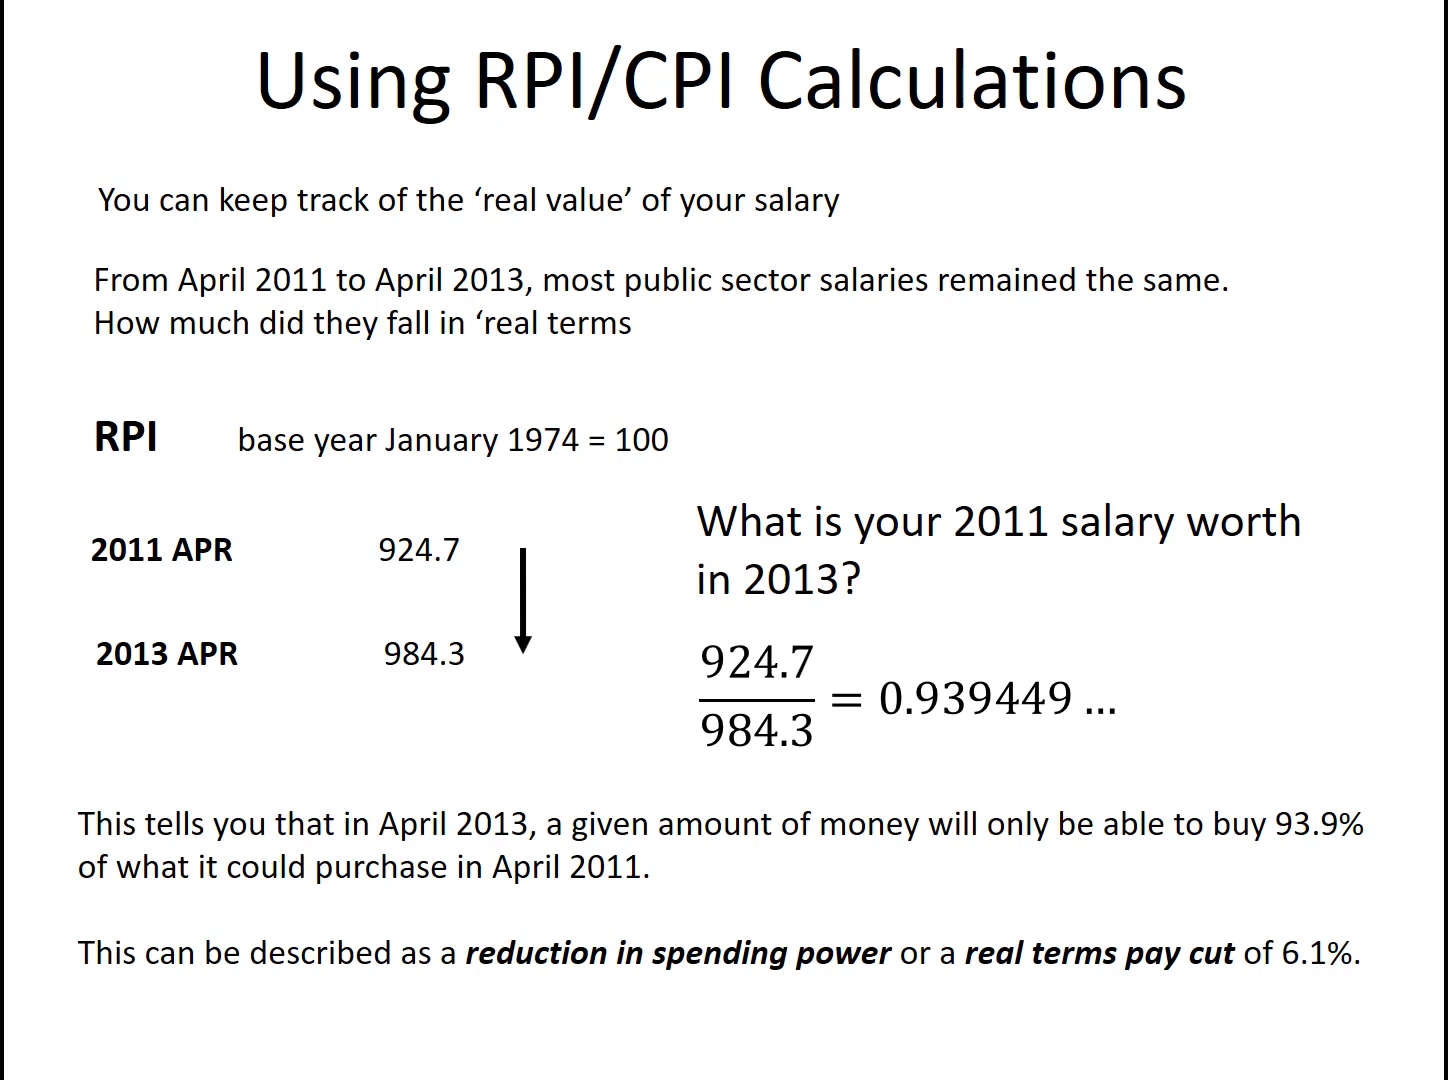 Using RPI/CPI Calculations
You can keep track of the ‘real value’ of your salary
From April 2011 to April 2013, most public sector salaries remained the same.
How much did they fall in ‘real terms
RPI base year January 1974 = 100
2011 APR 924.7
2013 APR 984.3
What is your 2011 salary worth
in 2013?
924.7
984.3
= 0.939449 ...
This tells you that in April 2013, a given amount of money will only be able to buy 93.9%
of what it could purchase in April 2011.
This can be described as a reduction in spending power or a real terms pay cut of 6.1%.